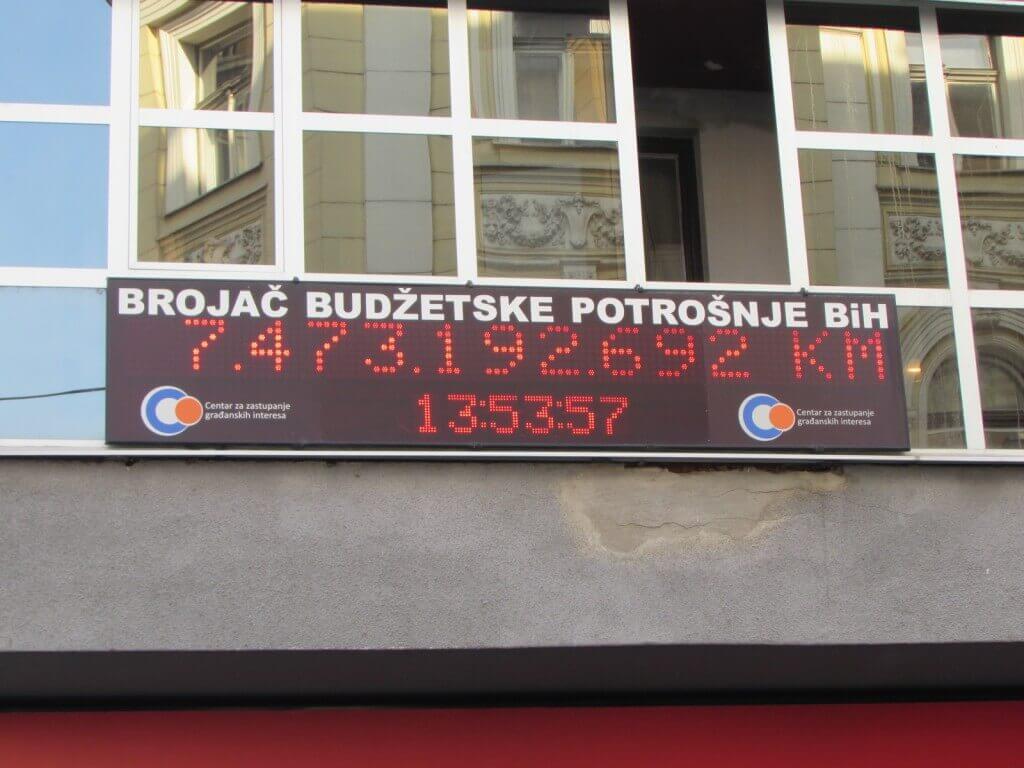 BROJAČ BUDŽETSKE POTROŠNJE BiH
7.473.192.692 KM
13:53:57
Centar za zastupanje
građanskih interesa
Centar za zastupanje
građanskih interesa